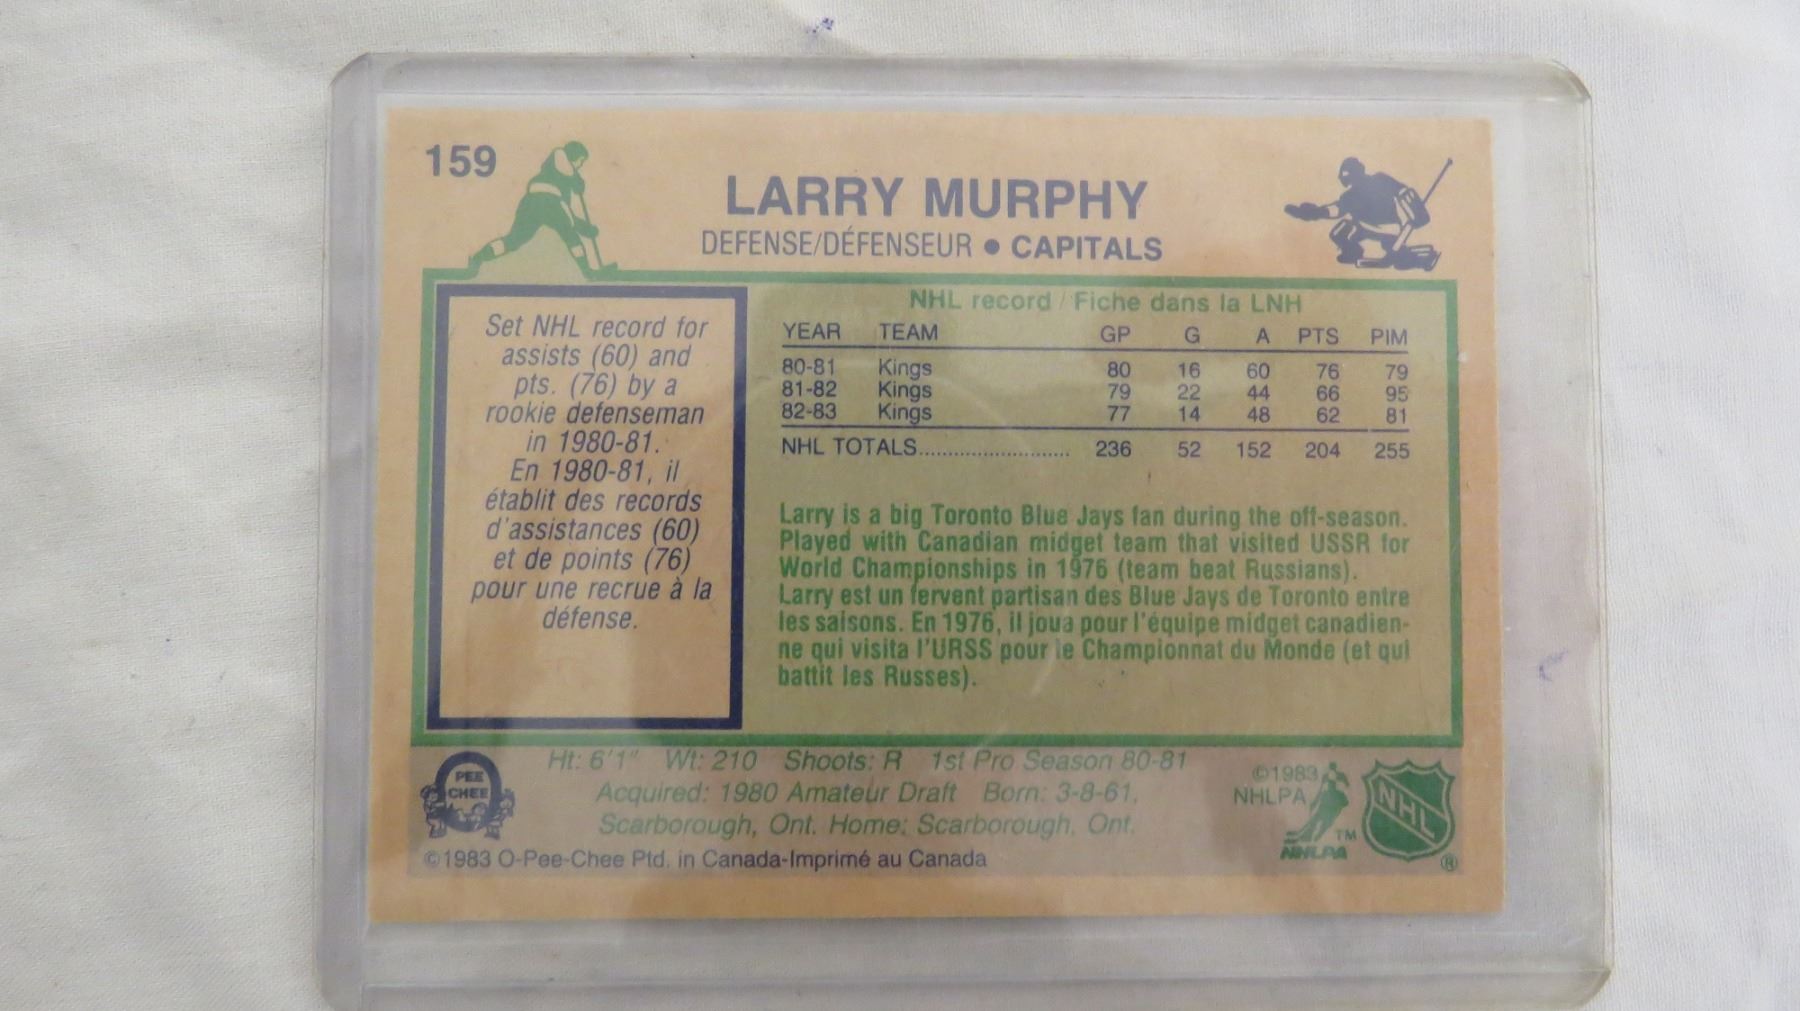 159
LARRY MURPHY
DEFENSE/DÉFENSEUR • CAPITALS
Set NHL record for
assists (60) and
pts. (76) by a
rookie defenseman
in 1980-81.
En 1980-81, il
établit des records
d'assistances (60)
et de points (76)
pour une recrue à la
défense.
NHL record / Fiche dans la LNH
YEAR TEAM GP G A PTS PIM
80-81 Kings 80 16 60 76 79
81-82 Kings 79 22 44 66 95
82-83 Kings 77 14 48 62 81
NHL TOTALS........................ 236 52 152 204 255
Larry is a big Toronto Blue Jays fan during the off-season.
Played with Canadian midget team that visited USSR for
World Championships in 1976 (team beat Russians).
Larry est un fervent partisan des Blue Jays de Toronto entre
les saisons. En 1976, il joua pour l'équipe midget canadien-
ne qui visita l'URSS pour le Championnat du Monde (et qui
battit les Russes).
PEE
CHEE
Ht: 6'1" Wt: 210 Shoots: R 1st Pro Season 80-81
Acquired: 1980 Amateur Draft Born: 3-8-61,
Scarborough, Ont. Home: Scarborough, Ont.
©1983 O-Pee-Chee Ptd. in Canada-Imprimé au Canada
©1983
NHLPA
TM
NHLPA
NHL
®